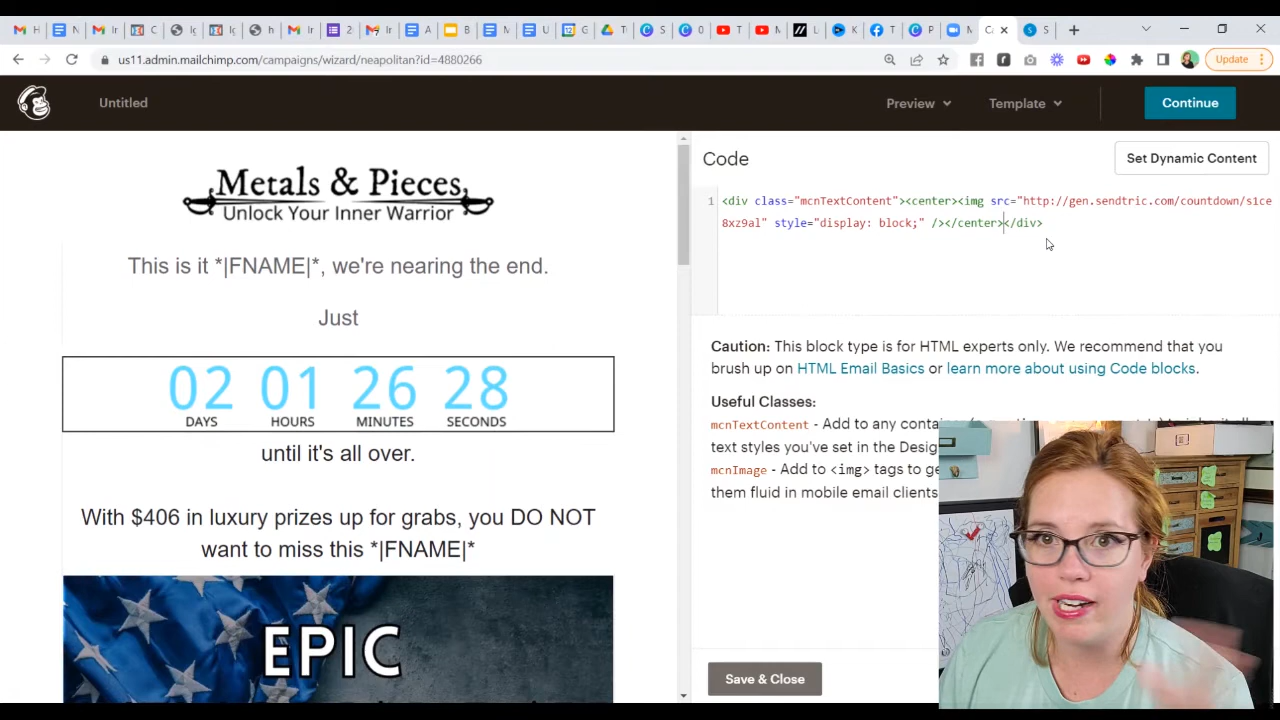 us11.admin.mailchimp.com/campaigns/wizard/neapolitan?id=4880266
Update
Untitled
Preview
Template
Continue
Metals & Pieces
Unlock Your Inner Warrior
This is it *|FNAME|*, we're nearing the end.
Just
02 01 26 28
DAYS HOURS MINUTES SECONDS
until it's all over.
With $406 in luxury prizes up for grabs, you DO NOT
want to miss this *|FNAME|*
EPIC
Code
Set Dynamic Content
1 <div class="mcnTextContent"><center><img src="http://gen.sendtric.com/countdown/s1ce
8xz9al" style="display: block;" /></center></div>
Caution: This block type is for HTML experts only. We recommend that you
brush up on HTML Email Basics or learn more about using Code blocks.
Useful Classes:
mcnTextContent - Add to any
text styles you've set in the
mcnImage - Add to <img> tags to
them fluid in mobile email clients
Save & Close